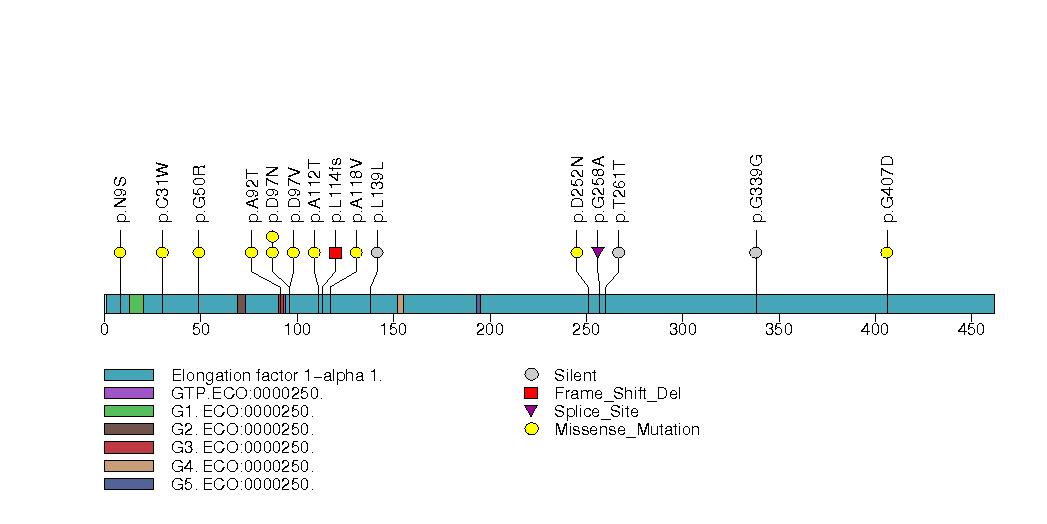 p.N9S
p.C31W
p.G50R
p.A92T
p.D97N
p.D97V
p.A112T
p.L114fs
p.A118V
p.L139L
p.D252N
p.G258A
p.T261T
p.G339G
p.G407D
0 50 100 150 200 250 300 350 400 450
Elongation factor 1-alpha 1.
GTP.ECO:0000250.
G1. ECO:0000250.
G2. ECO:0000250.
G3. ECO:0000250.
G4. ECO:0000250.
G5. ECO:0000250.
Silent
Frame_Shift_Del
Splice_Site
Missense_Mutation